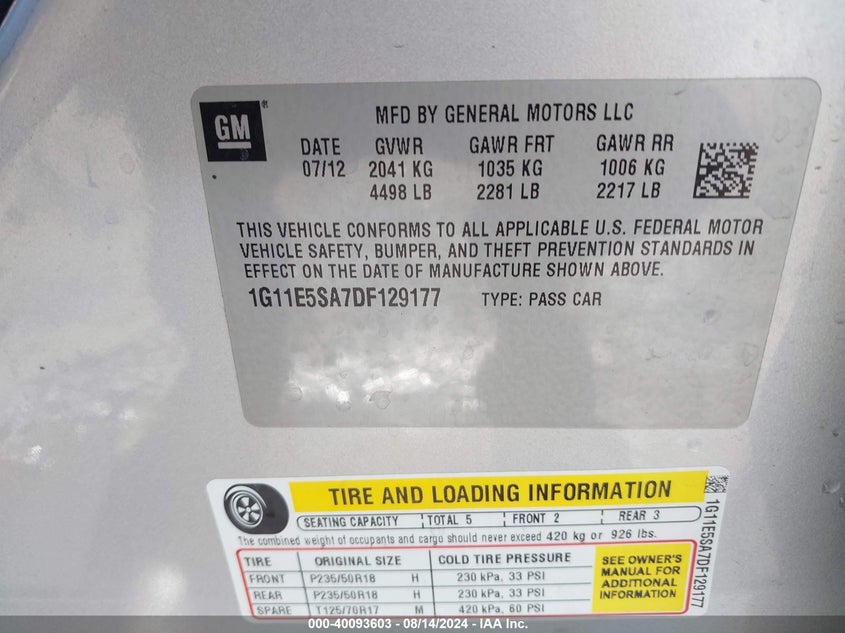 GM MFD BY GENERAL MOTORS LLC
DATE GVWR GAWR FRT GAWR RR
07/12 2041 KG 1035 KG 1006 KG
4498 LB 2281 LB 2217 LB
THIS VEHICLE CONFORMS TO ALL APPLICABLE U.S. FEDERAL MOTOR
VEHICLE SAFETY, BUMPER, AND THEFT PREVENTION STANDARDS IN
EFFECT ON THE DATE OF MANUFACTURE SHOWN ABOVE.
1G11E5SA7DF129177 TYPE: PASS CAR
TIRE AND LOADING INFORMATION
SEATING CAPACITY TOTAL 5 FRONT 2 REAR 3
The combined weight of occupants and cargo should never exceed 420 kg or 926 lbs.
TIRE ORIGINAL SIZE COLD TIRE PRESSURE
FRONT P235/50R18 H 230 kPa, 33 PSI
REAR P235/50R18 H 230 kPa, 33 PSI
SPARE T125/70R17 M 420 kPa, 60 PSI
SEE OWNER'S
MANUAL FOR
ADDITIONAL
INFORMATION
1G11E5SA7DF129177
000-40093603 - 08/14/2024 - IAA Inc.